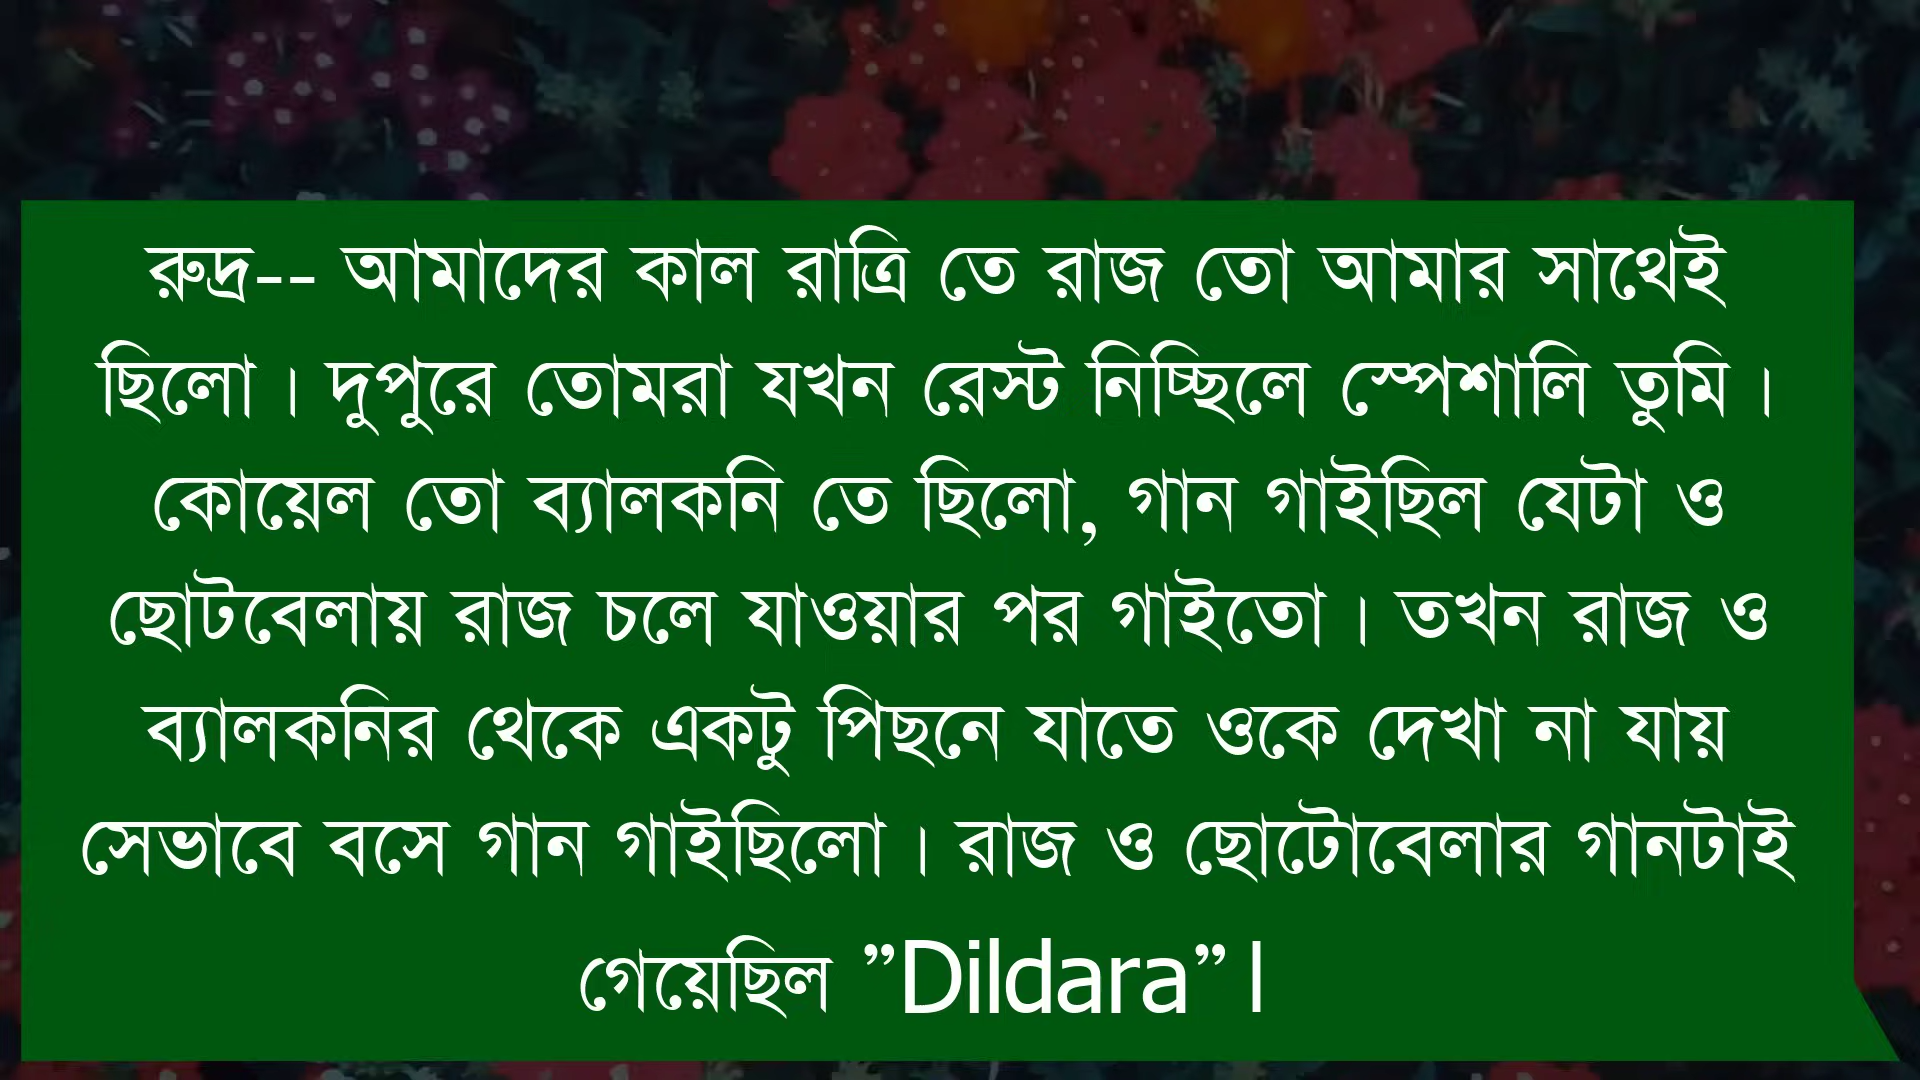 রুদ্র-- আমাদের কাল রাত্রি তে রাজ তো আমার সাথেই
ছিলো। দুপুরে তোমরা যখন রেস্ট নিচ্ছিলে স্পেশালি তুমি।
কোয়েল তো ব্যালকনি তে ছিলো, গান গাইছিল যেটা ও
ছোটবেলায় রাজ চলে যাওয়ার পর গাইতো। তখন রাজ ও
ব্যালকনির থেকে একটু পিছনে যাতে ওকে দেখা না যায়
সেভাবে বসে গান গাইছিলো। রাজ ও ছোটোবেলার গানটাই
গেয়েছিল ”Dildara”।